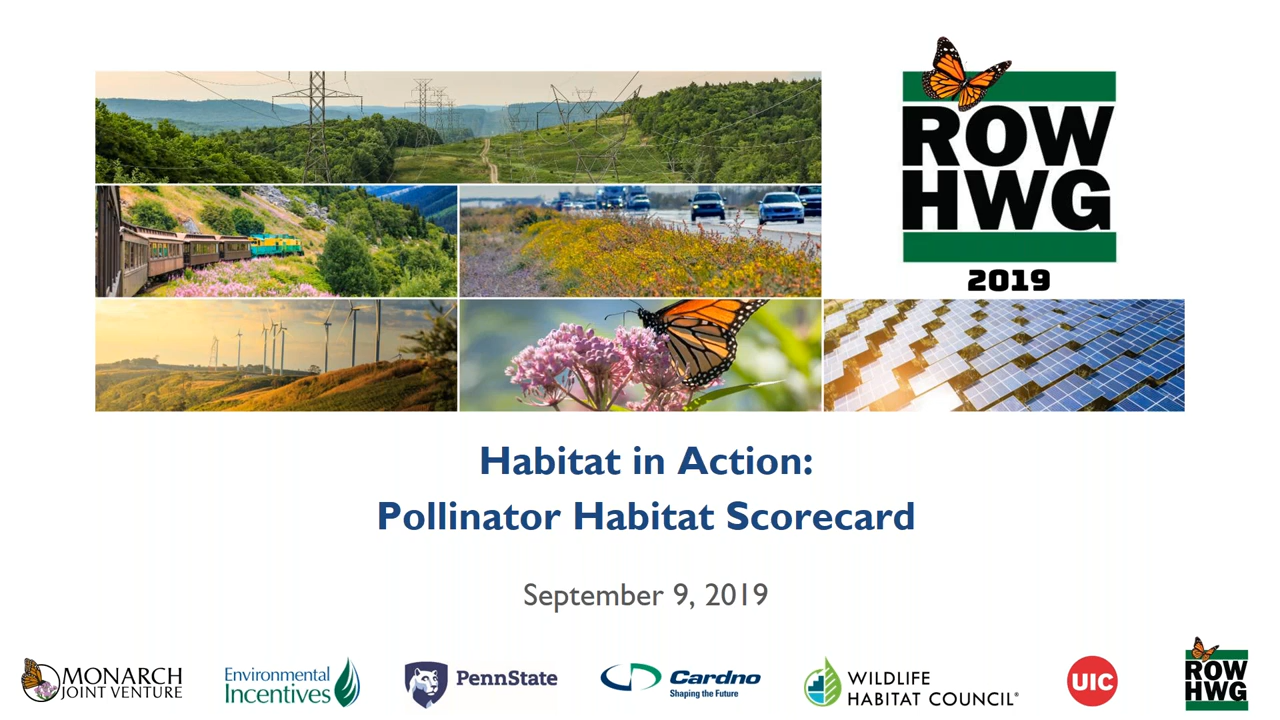 ROW
HWG
2019
Habitat in Action:
Pollinator Habitat Scorecard
September 9, 2019
MONARCH
JOINT VENTURE
Environmental
Incentives
PennState
Cardno
Shaping the Future
WILDLIFE
HABITAT COUNCIL®
UIC
ROW
HWG